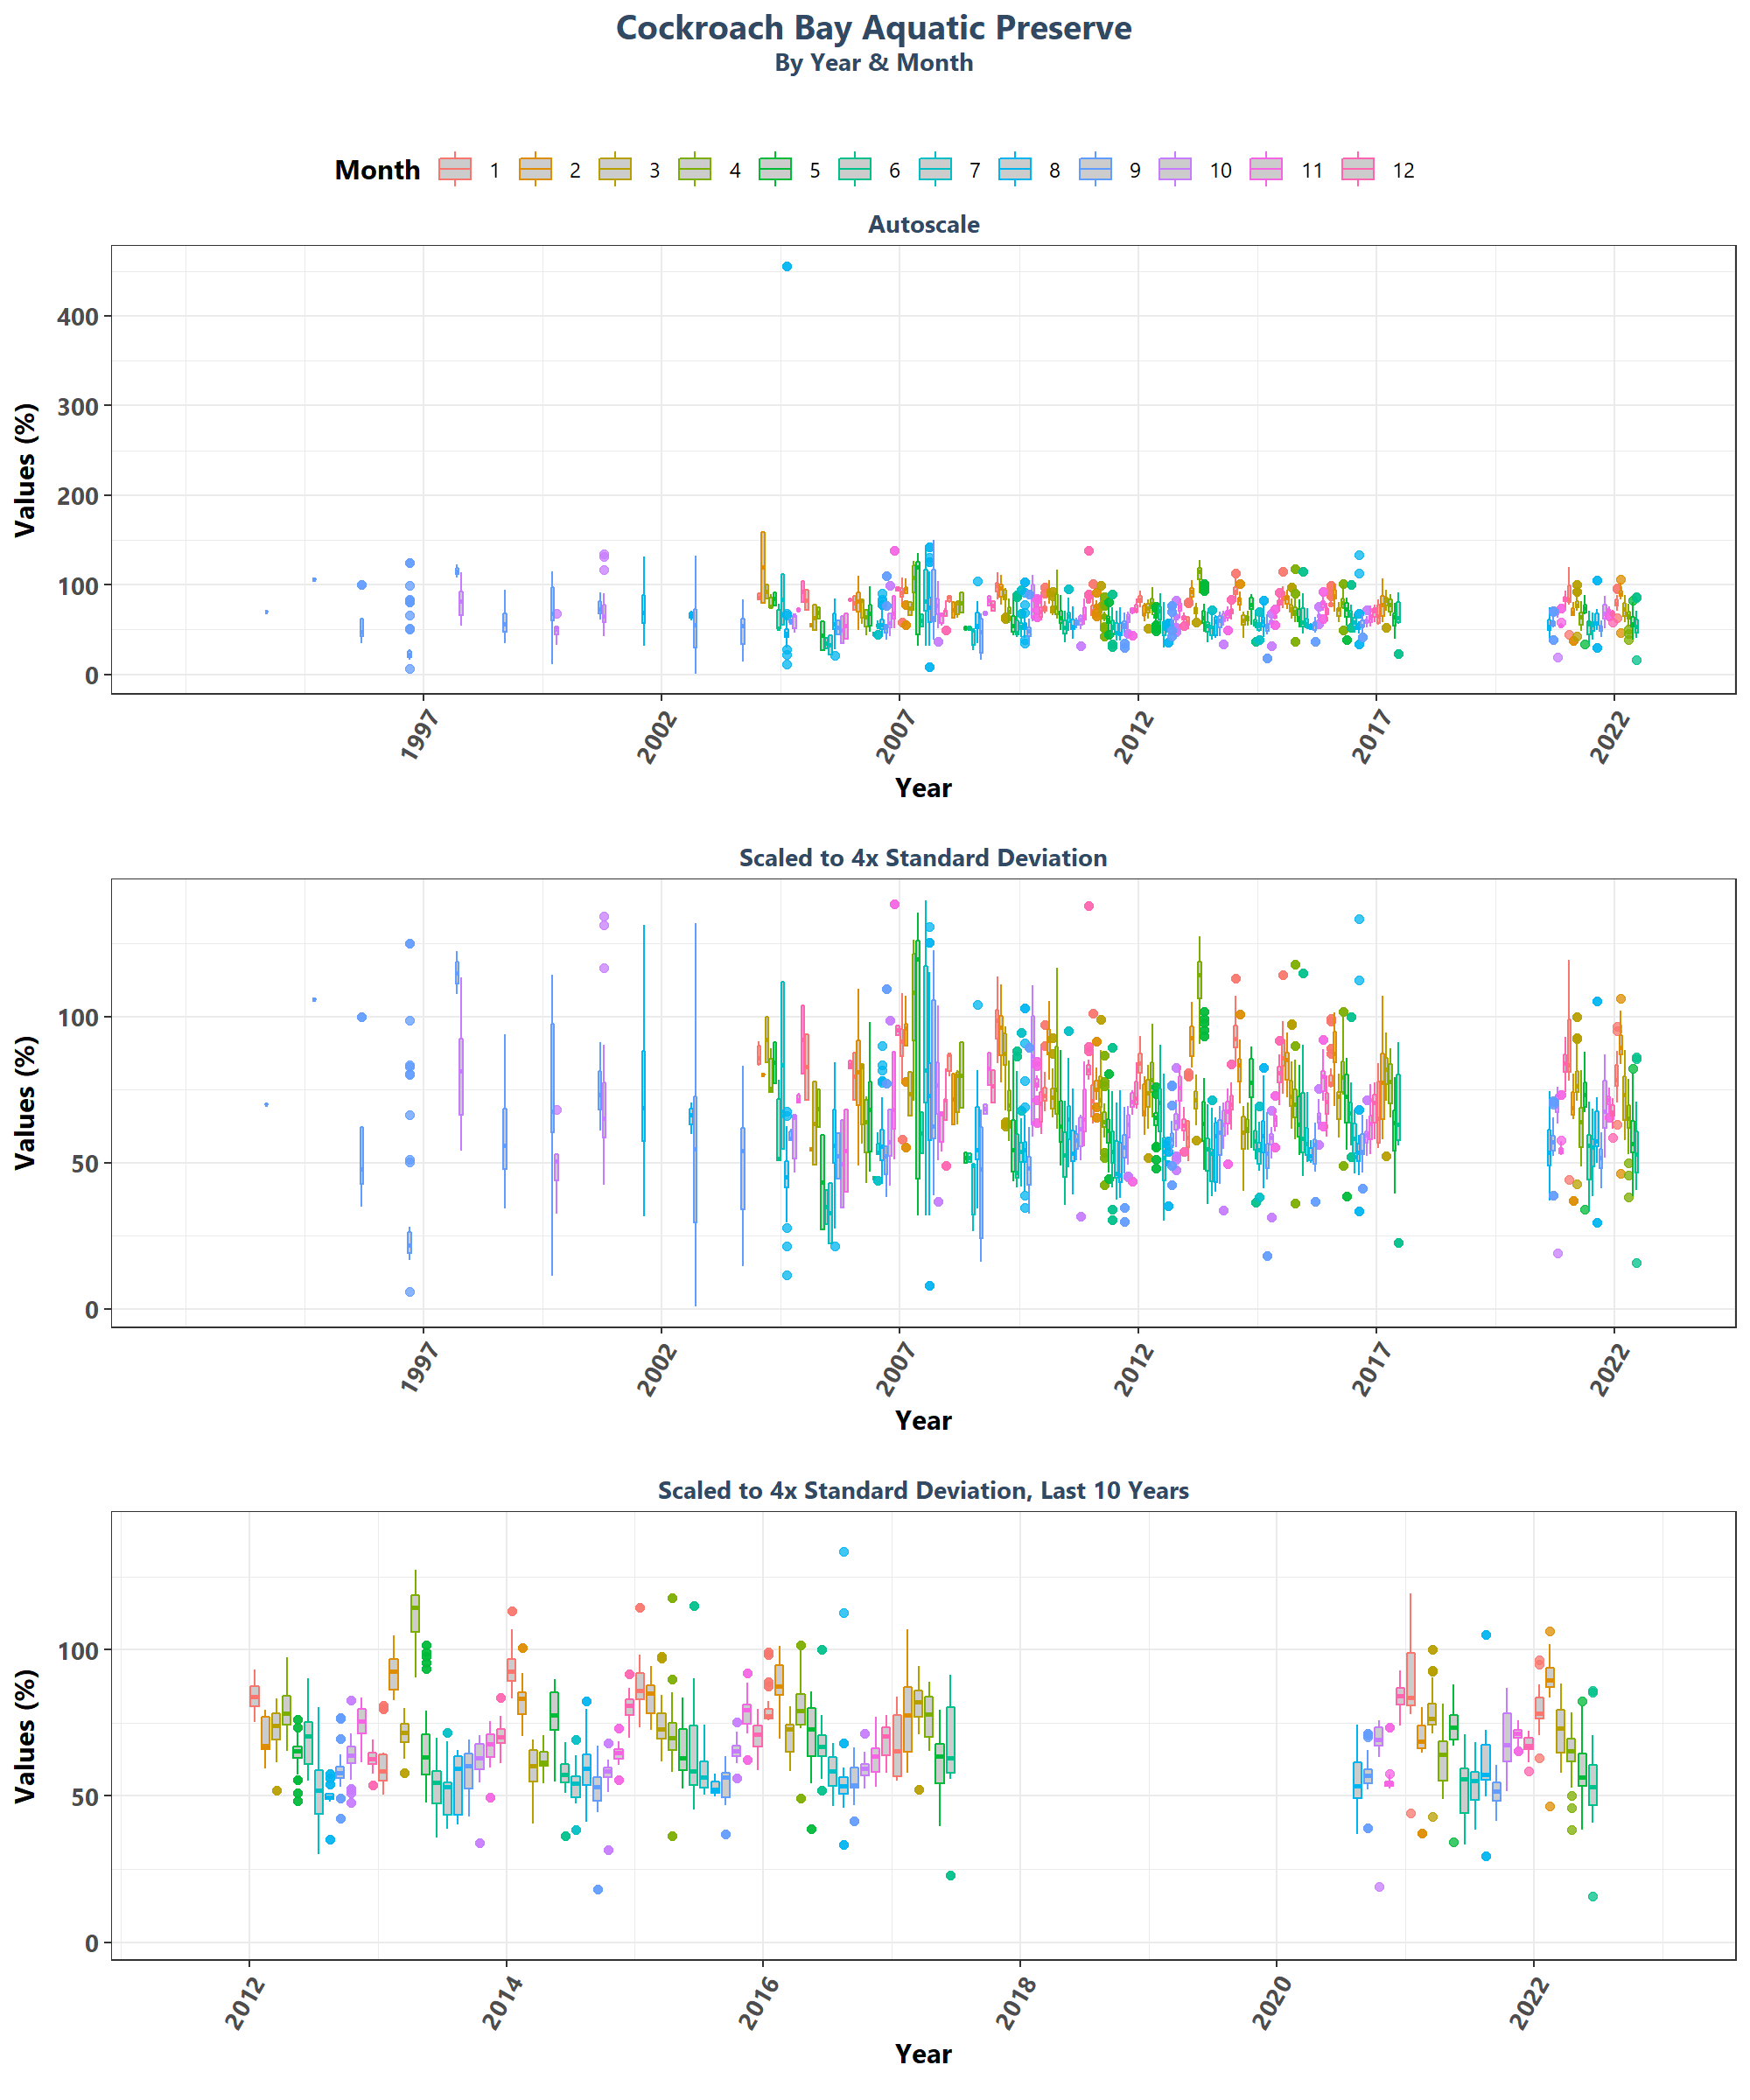 Cockroach Bay Aquatic Preserve
By Year & Month
Month 1 2 3 4 5 6 7 8 9 10 11 12
Autoscale
Values (%)
400
300
200
100
0
1997 2002 2007 2012 2017 2022
Year
Scaled to 4x Standard Deviation
Values (%)
100
50
0
1997 2002 2007 2012 2017 2022
Year
Scaled to 4x Standard Deviation, Last 10 Years
Values (%)
100
50
0
2012 2014 2016 2018 2020 2022
Year